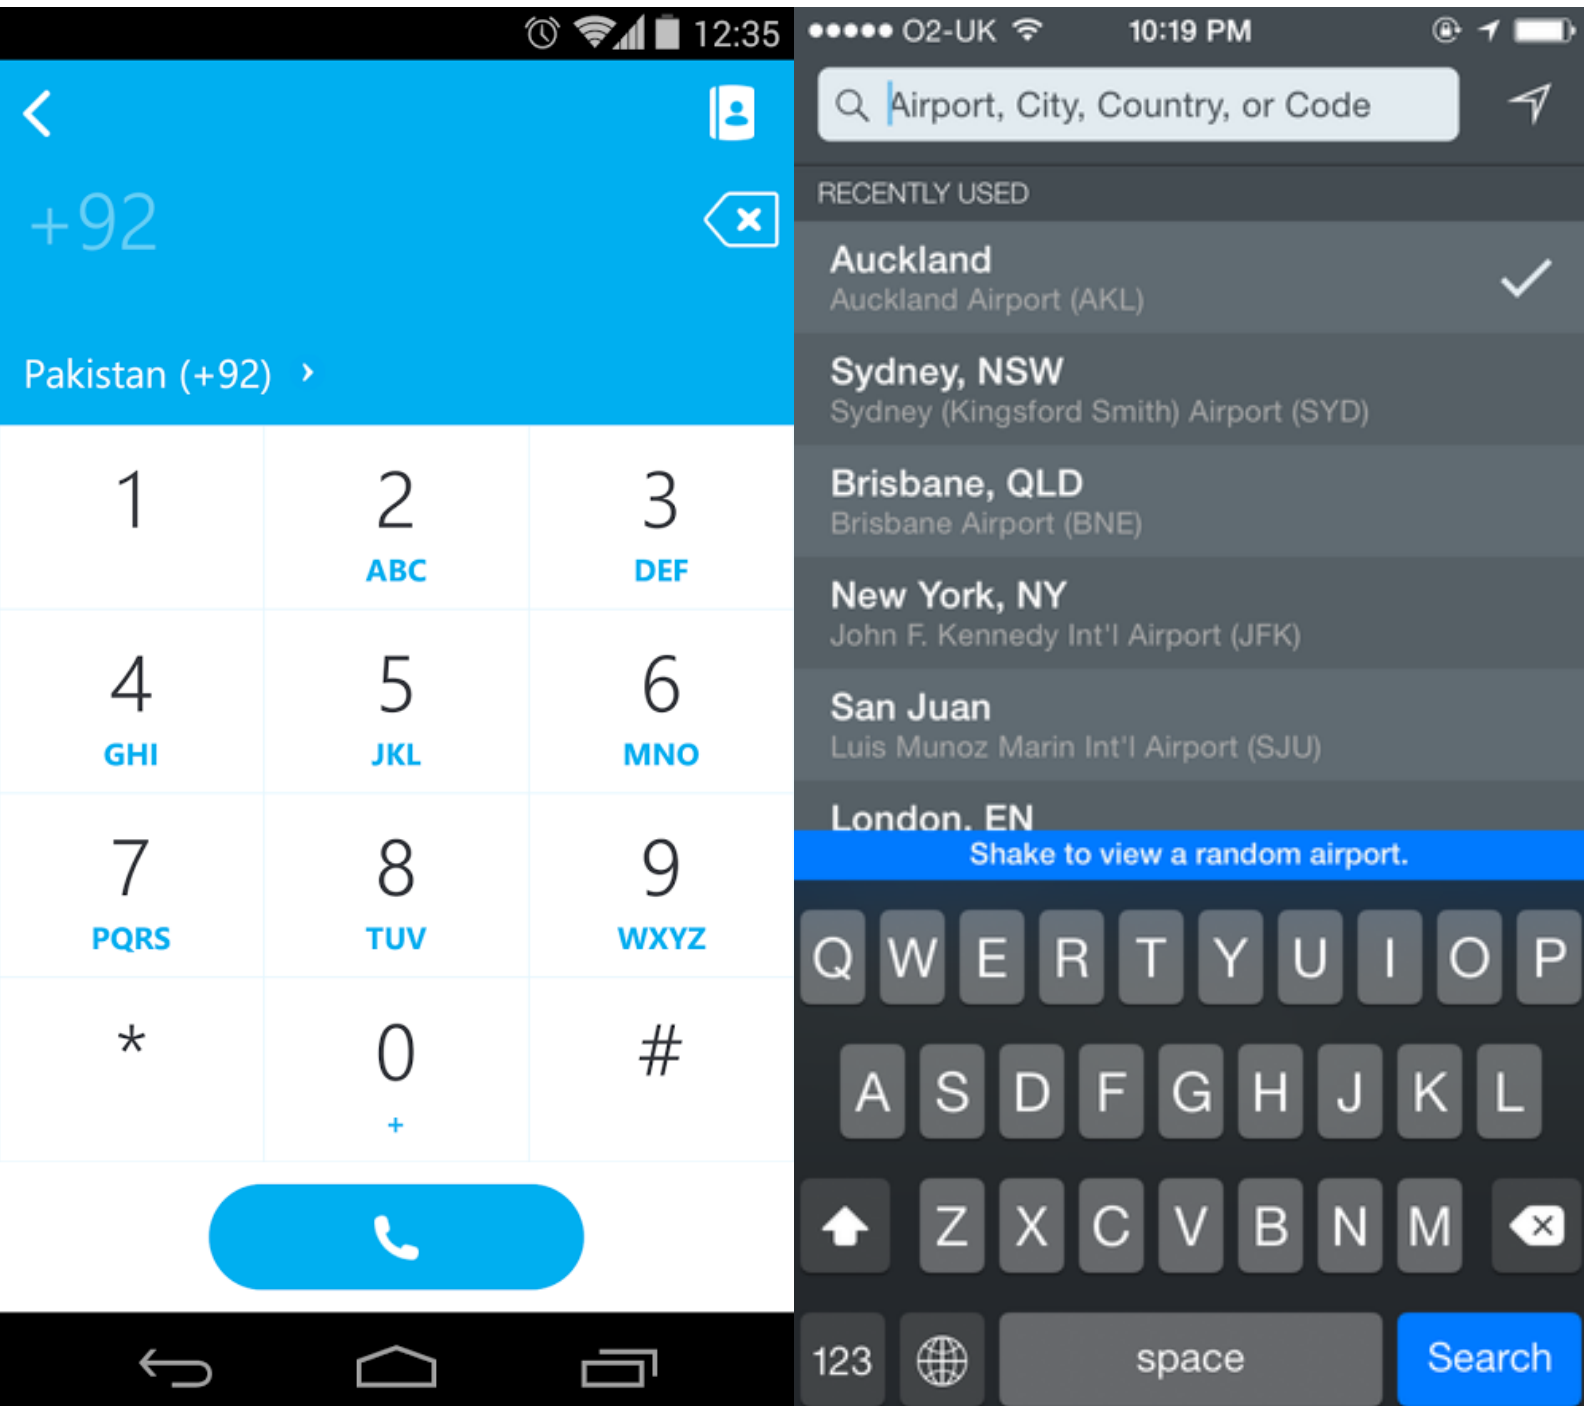 12:35
+92
Pakistan (+92)
1
2
3
ABC
DEF
4
5
6
GHI
JKL
MNO
7
8
9
PQRS
TUV
WXYZ
*
0
#
+
O2-UK
10:19 PM
Airport, City, Country, or Code
RECENTLY USED
Auckland
Auckland Airport (AKL)
Sydney, NSW
Sydney (Kingsford Smith) Airport (SYD)
Brisbane, QLD
Brisbane Airport (BNE)
New York, NY
John F. Kennedy Int'l Airport (JFK)
San Juan
Luis Munoz Marin Int'l Airport (SJU)
London, EN
Shake to view a random airport.
Q W E R T Y U I O P
A S D F G H J K L
Z X C V B N M
123 space Search